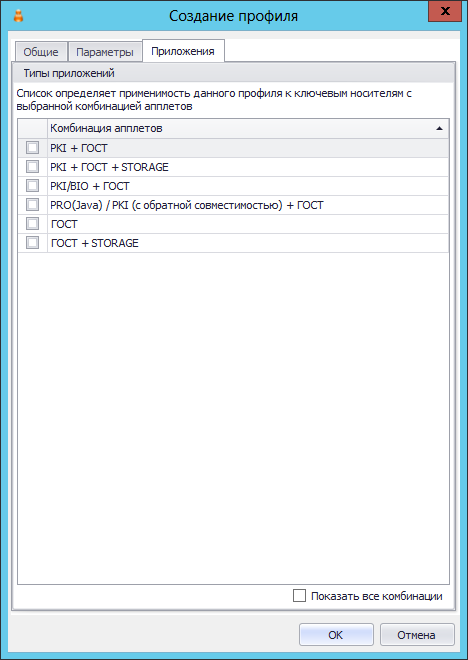 Создание профиля
x
Общие
Параметры
Приложения
Типы приложений
Список определяет применимость данного профиля к ключевым носителям с
выбранной комбинацией апплетов
Комбинация апплетов
PKI + ГОСТ
PKI + ГОСТ + STORAGE
PKI/BIO + ГОСТ
PRO(Java) / PKI (с обратной совместимостью) + ГОСТ
ГОСТ
ГОСТ + STORAGE
Показать все комбинации
OK
Отмена